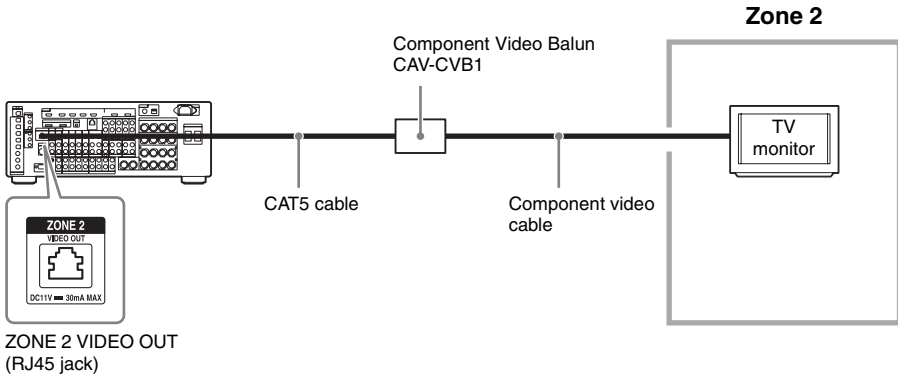 Zone 2
Component Video Balun
CAV-CVB1
TV
monitor
CAT5 cable
Component video
cable
ZONE 2
VIDEO OUT
DC11V 30mA MAX
ZONE 2 VIDEO OUT
(RJ45 jack)